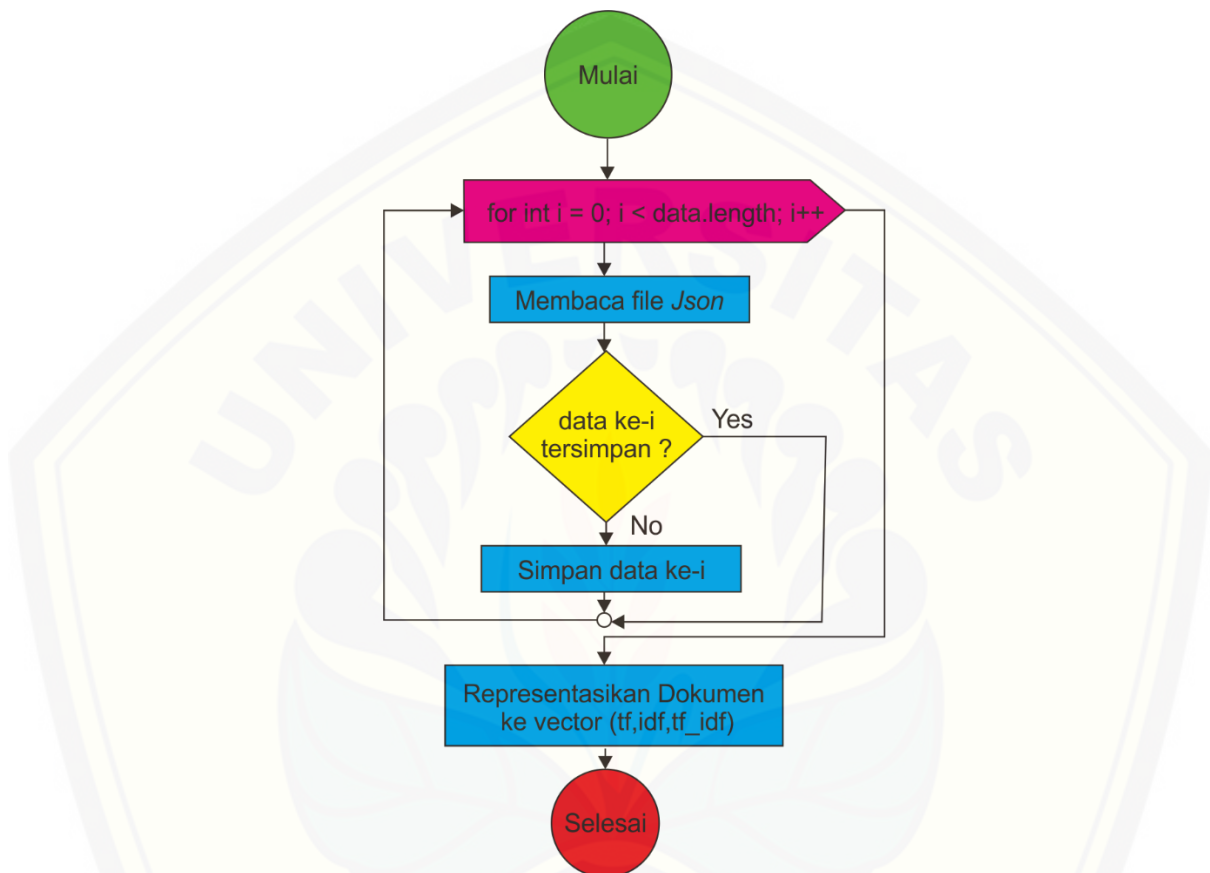 Mulai
for int i = 0; i < data.length; i++
Membaca file Json
data ke-i
tersimpan ?
Yes
No
Simpan data ke-i
Representasikan Dokumen
ke vector (tf,idf,tf_idf)
Selesai
UNIVERSITAS